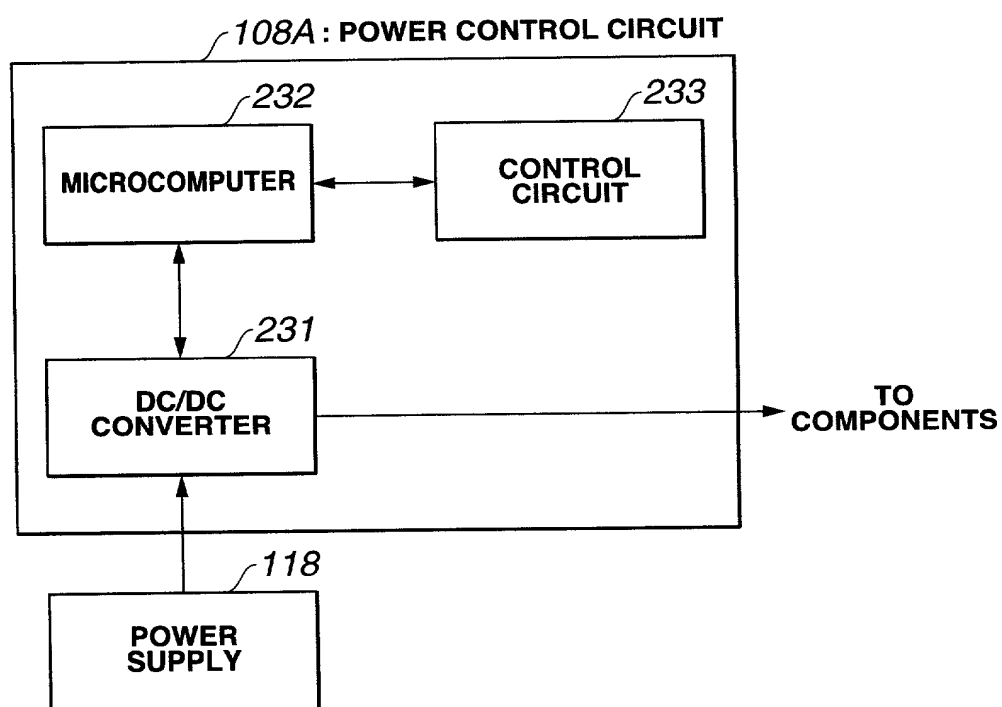 108A : POWER CONTROL CIRCUIT
232
233
MICROCOMPUTER
CONTROL
CIRCUIT
231
DC/DC
CONVERTER
TO
COMPONENTS
118
POWER
SUPPLY